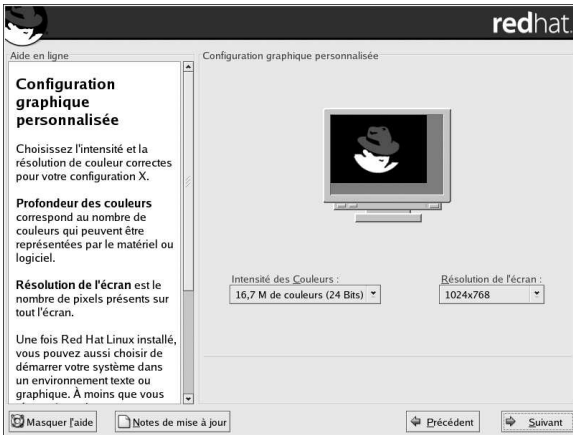 redhat.
Aide en ligne
Configuration
graphique
personnalisée
Choisissez l'intensité et la
résolution de couleur correctes
pour votre configuration X.
Profondeur des couleurs
correspond au nombre de
couleurs qui peuvent être
représentées par le matériel ou
logiciel.
Résolution de l'écran est le
nombre de pixels présents sur
tout l'écran.
Une fois Red Hat Linux installé,
vous pouvez aussi choisir de
démarrer votre système dans
un environnement texte ou
graphique. À moins que vous
Configuration graphique personnalisée
Intensité des Couleurs :
16,7 M de couleurs (24 Bits)
Résolution de l'écran :
1024x768
Masquer l'aide
Notes de mise à jour
Précédent
Suivant